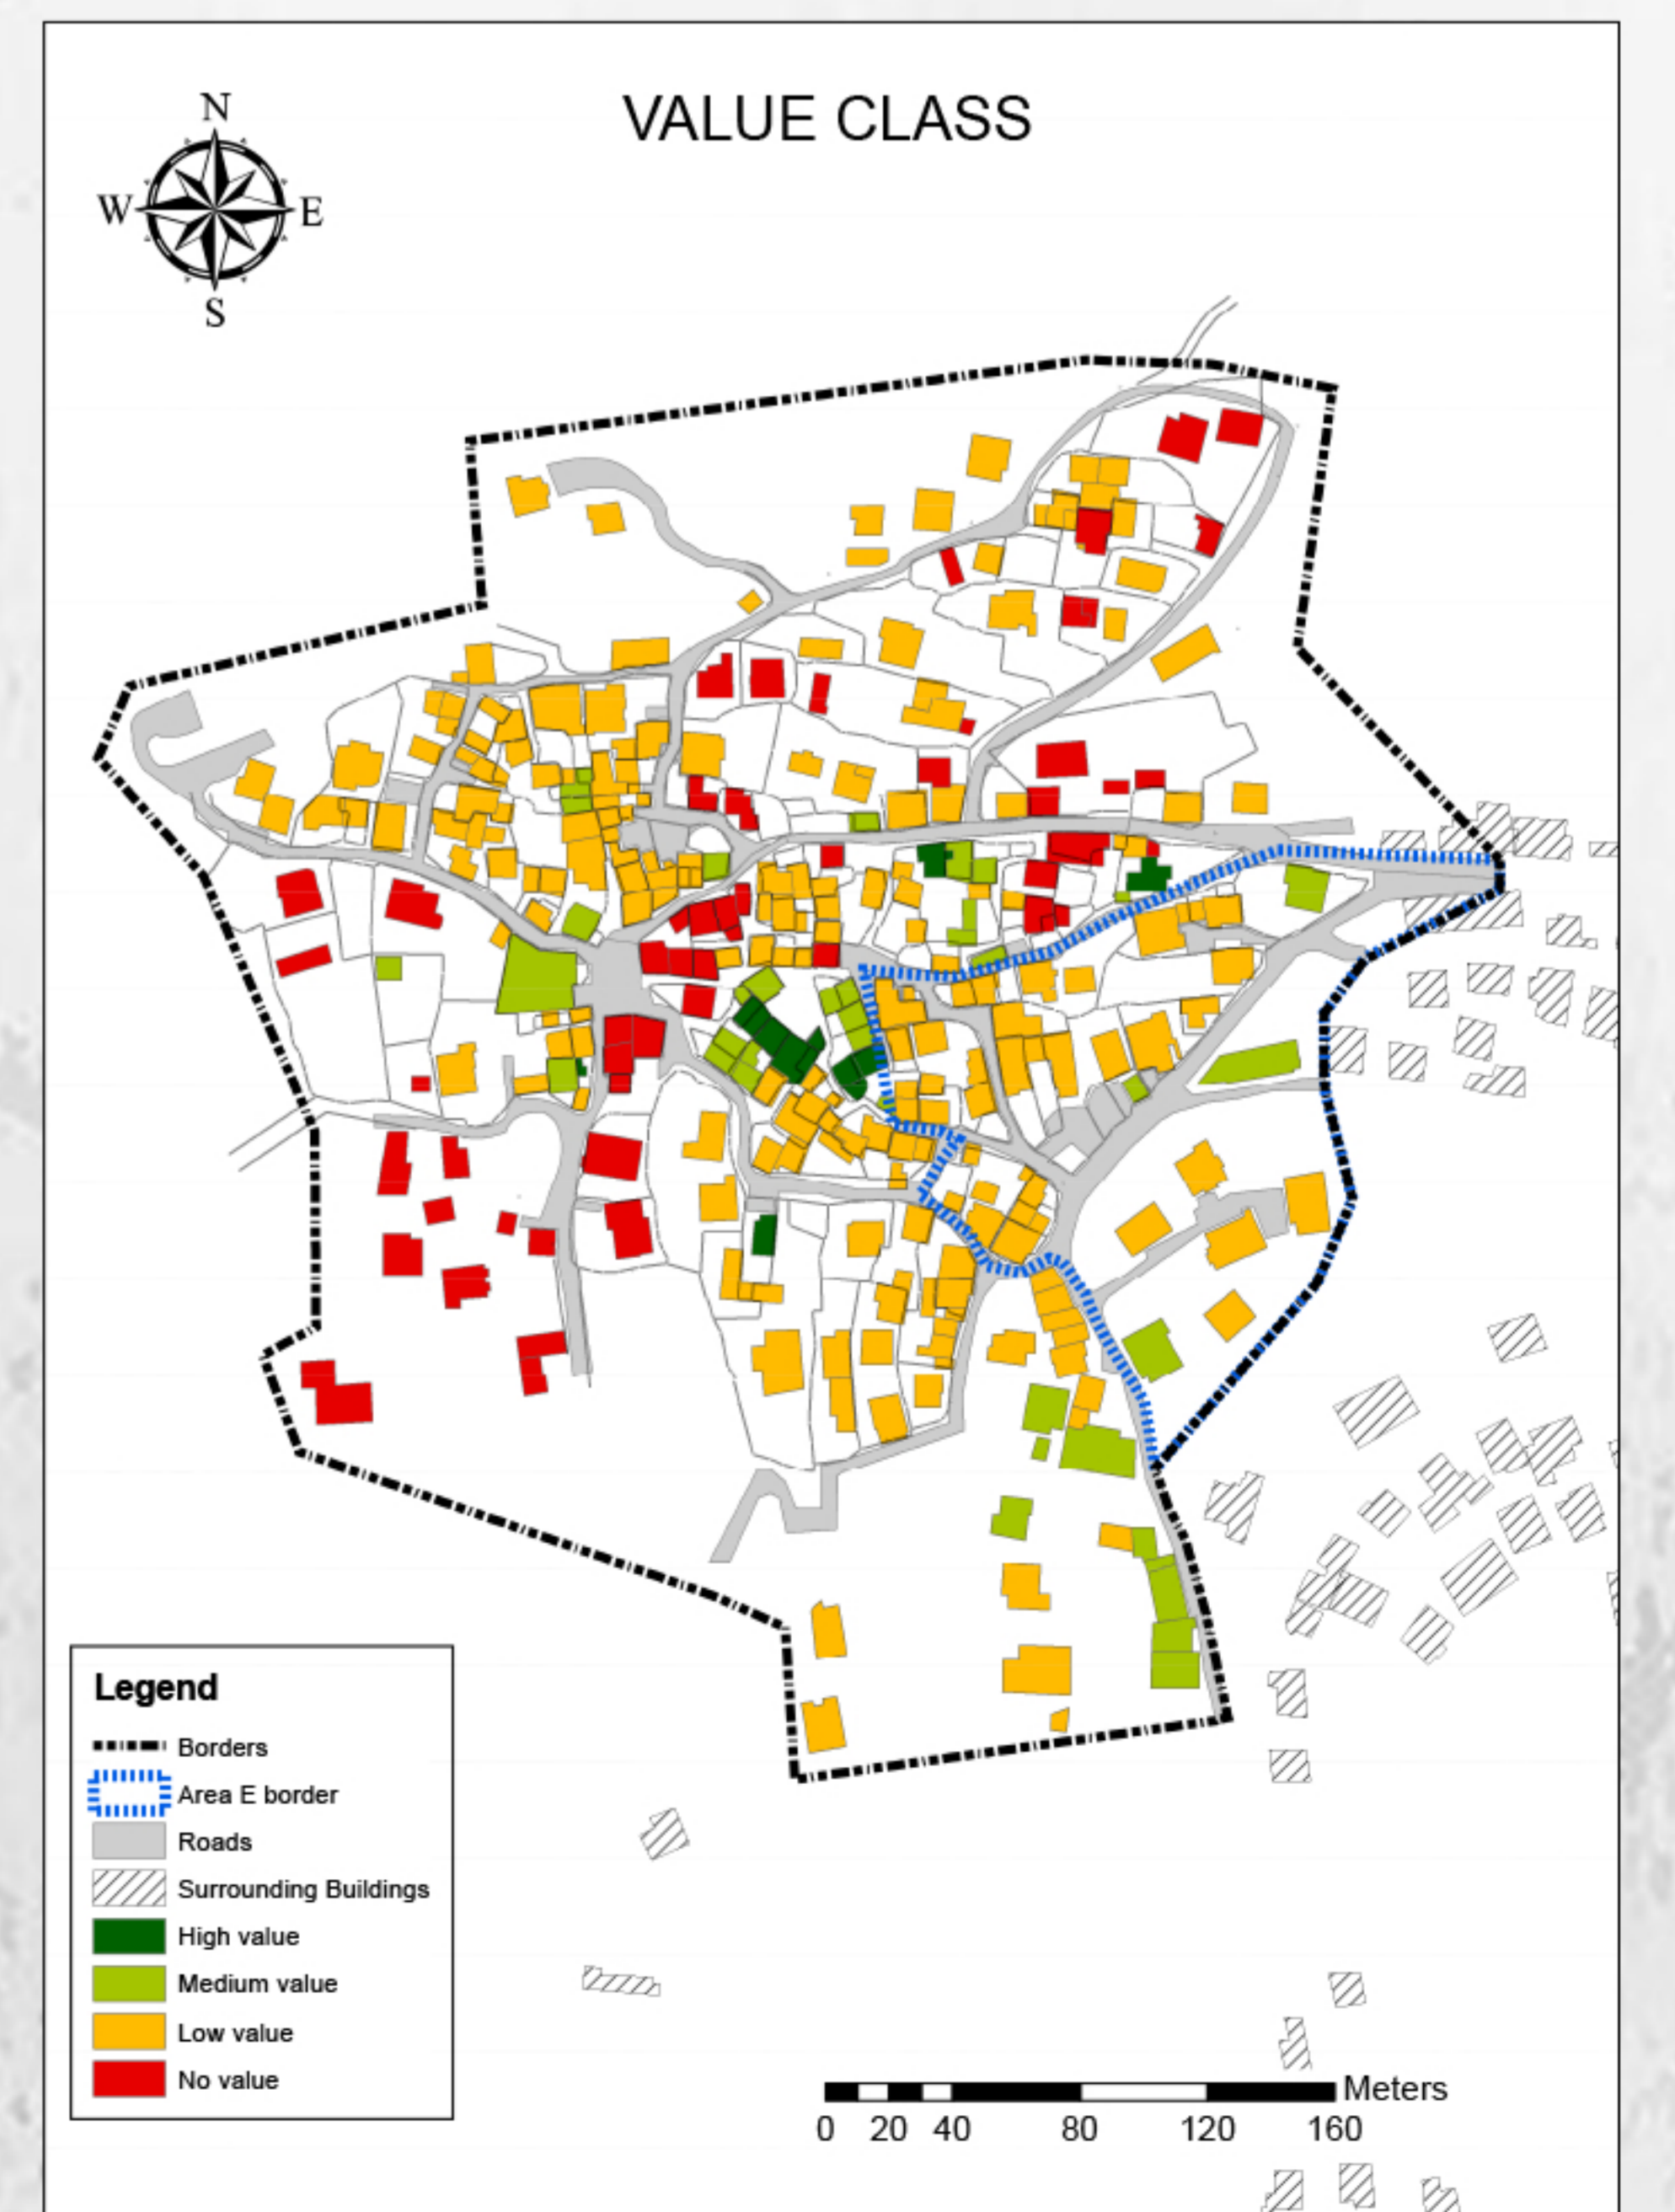 VALUE CLASS
N
W E
S
Legend
Borders
Area E border
Roads
Surrounding Buildings
High value
Medium value
Low value
No value
Meters
0 20 40 80 120 160